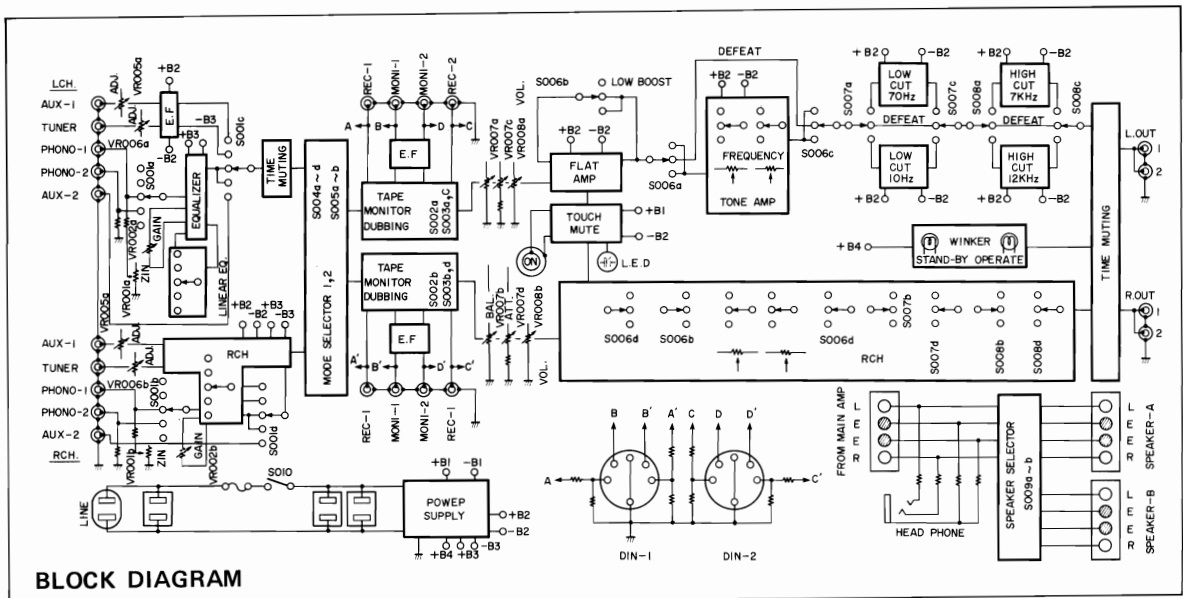 LCH.
AUX-1
TUNER
PHONO-1
PHONO-2
AUX-2
ADJ.
VR005a
ADJ.
VR006a
+B2
E.F
-B2
-B3
+B3
S001c
S001a
EQUALIZER
VR002a
GAIN
ZIN
VR001a
LINEAR EQ.
VR005a
AUX-1
TUNER
PHONO-1
PHONO-2
AUX-2
RCH.
ADJ.
ADJ.
VR006b
S001b
RCH
+B2
-B2
+B3
-B3
S001d
GAIN
VR002b
ZIN
VR001b
TIME MUTING
MODE SELECTOR 1,2
S004a~d
S005a~b
REC-1
MONI-1
MONI-2
REC-2
A
B
D
C
E.F
TAPE MONITOR DUBBING
S002a
S003a,C
TAPE MONITOR DUBBING
S002b
S003b,d
E.F
A'
B'
D'
C'
REC-1
MONI-1
MONI-2
REC-1
VOL.
VR007a
VR007c
VR008a
BAL.
VR007b
ATT.
VR007d
VR008b
VOL.
S006b
LOW BOOST
+B2
-B2
FLAT AMP
S006a
TOUCH MUTE
+B1
-B2
ON
L.E.D
DEFEAT
+B2
-B2
FREQUENCY
TONE AMP
S006c
S007a
+B2
-B2
LOW CUT 70Hz
S007c
DEFEAT
LOW CUT 10Hz
+B2
-B2
S008a
+B2
-B2
HIGH CUT 7KHz
S008c
DEFEAT
HIGH CUT 12KHz
+B2
-B2
+B4
WINKER
STAND-BY OPERATE
TIME MUTING
L.OUT
1
2
R.OUT
1
2
S006d
S006b
S006d
S007b
S007d
S008b
S008d
RCH
LINE
S010
POWEP SUPPLY
+B1
-B1
+B2
-B2
+B4
+B3
-B3
A
B
B'
A'
C
D
D'
C'
DIN-1
DIN-2
FROM MAIN AMP
L
E
E
R
HEAD PHONE
SPEAKER SELECTOR
S009a~b
L
E
E
R
SPEAKER-A
L
E
E
R
SPEAKER-B
BLOCK DIAGRAM